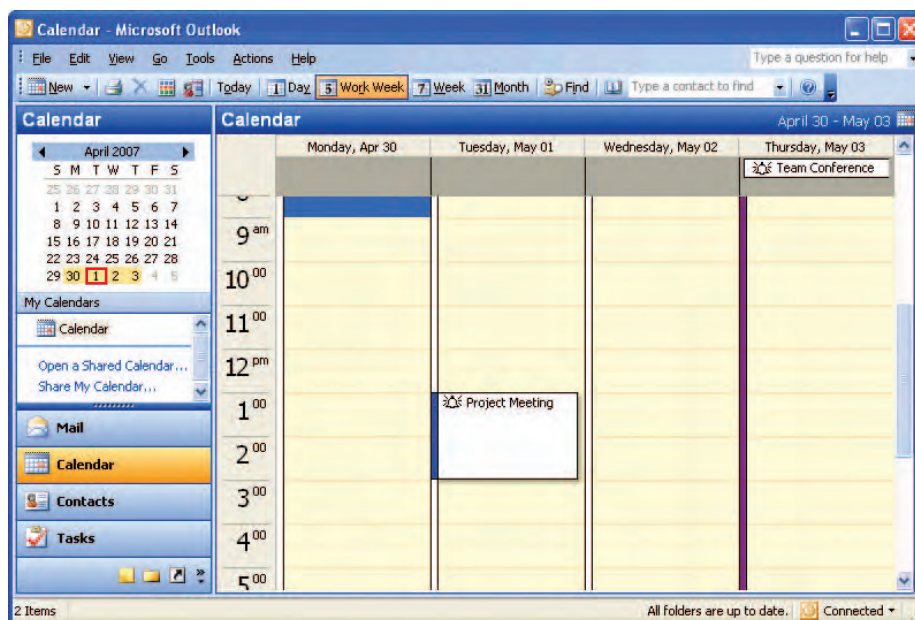 Calendar - Microsoft Outlook
File Edit View Go Tools Actions Help Type a question for help
New Today 1 Day 5 Work Week 7 Week 31 Month Find Type a contact to find
Calendar
April 2007
S M T W T F S
25 26 27 28 29 30 31
1 2 3 4 5 6 7
8 9 10 11 12 13 14
15 16 17 18 19 20 21
22 23 24 25 26 27 28
29 30 1 2 3 4 5
My Calendars
Calendar
Open a Shared Calendar...
Share My Calendar...
Mail
Calendar
Contacts
Tasks
Calendar April 30 - May 03
Monday, Apr 30 Tuesday, May 01 Wednesday, May 02 Thursday, May 03
Team Conference
9 am
10 00
11 00
12 pm
1 00 Project Meeting
2 00
3 00
4 00
5 00
2 Items All folders are up to date. Connected